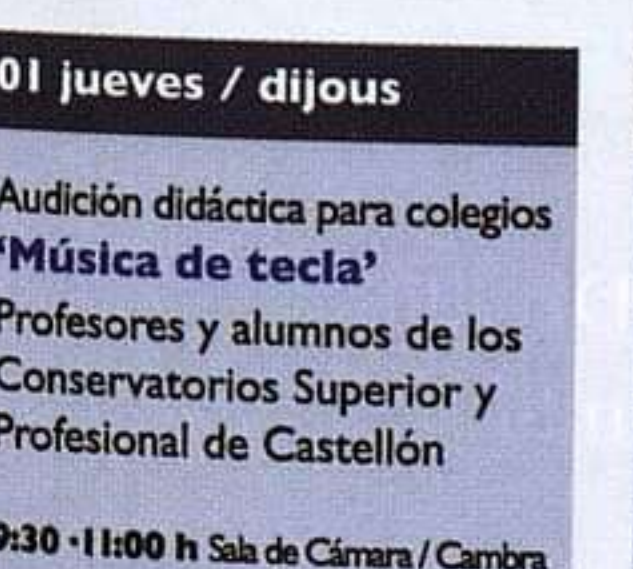 01 jueves / dijous
Audición didáctica para colegios
'Música de tecla'
Profesores y alumnos de los
Conservatorios Superior y
Profesional de Castellón
9:30 •11:00 h Sala de Cámara / Cambra